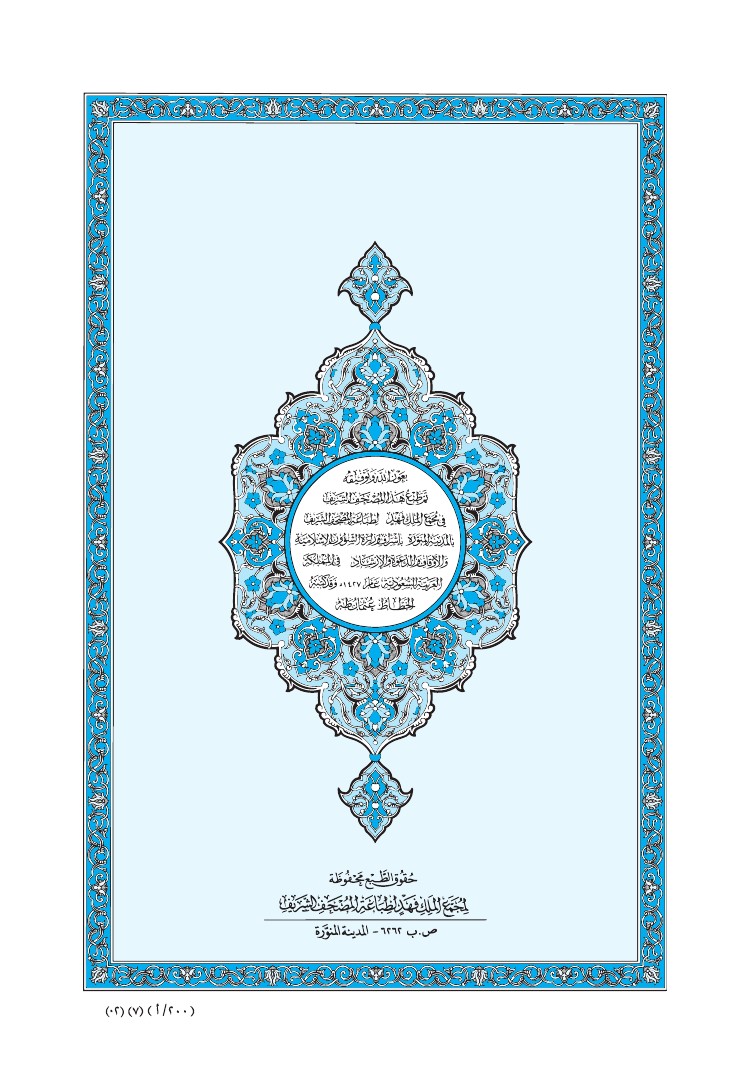 بعون الله وتوفيقه
تم طبع هذا المصحف الشريف
في مجمع الملك فهد لطباعة المصحف الشريف
بالمدينة المنورة بإشراف وزارة الشؤون الإسلامية
والأوقاف والدعوة والإرشاد في المملكة
العربية السعودية عام ١٤٢٧هـ وقد كتبه
الخطاط عثمان طه
حقوق الطبع محفوظة
لمجمع الملك فهد لطباعة المصحف الشريف
ص.ب ٦٢٦٢ - المدينة المنورة
(٠٢) (٧) (أ/٢٠٠)